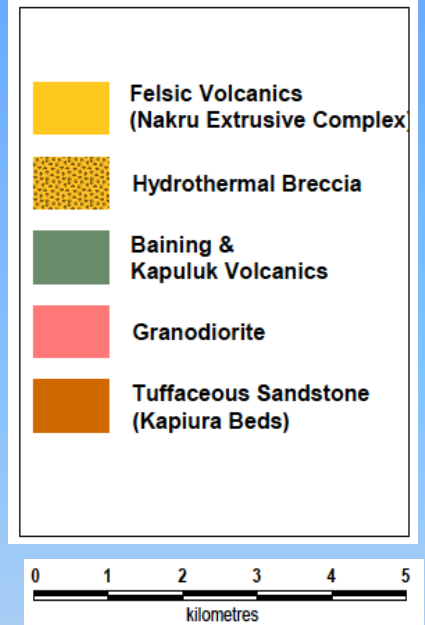 Felsic Volcanics
(Nakru Extrusive Complex)
Hydrothermal Breccia
Baining &
Kapuluk Volcanics
Granodiorite
Tuffaceous Sandstone
(Kapiura Beds)
0 1 2 3 4 5
kilometres